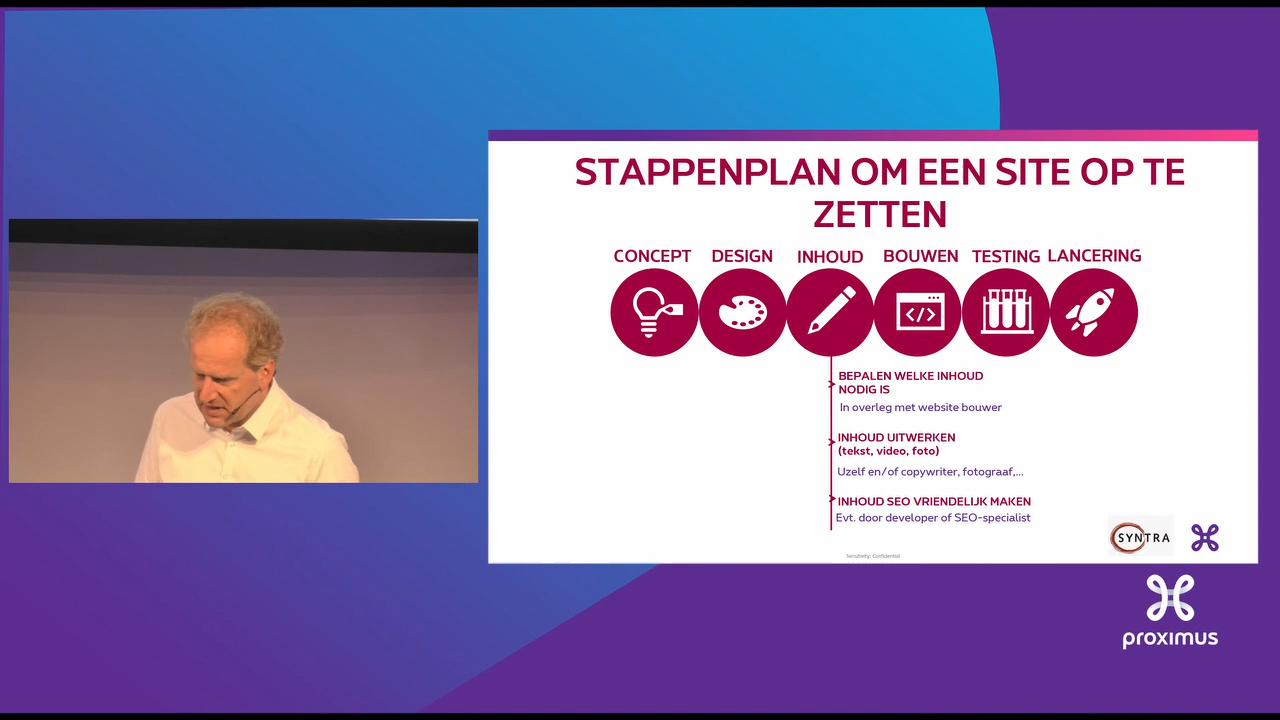 STAPPENPLAN OM EEN SITE OP TE
ZETTEN
CONCEPT DESIGN INHOUD BOUWEN TESTING LANCERING
</>
BEPALEN WELKE INHOUD
NODIG IS
In overleg met website bouwer
INHOUD UITWERKEN
(tekst, video, foto)
Uzelf en/of copywriter, fotograaf,...
INHOUD SEO VRIENDELIJK MAKEN
Evt. door developer of SEO-specialist
SYNTRA
Sensitivity: Confidential
proximus